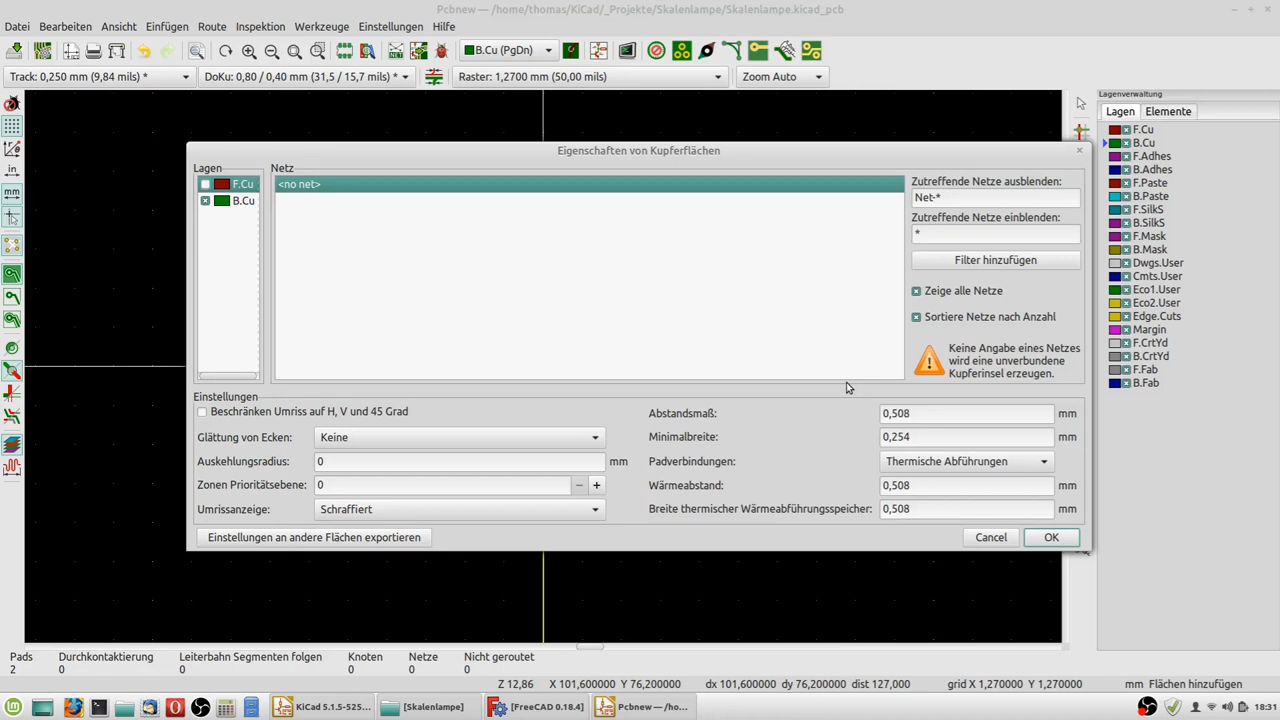 Pcbnew — /home/thomas/KiCad/_Projekte/Skalenlampe/Skalenlampe.kicad_pcb
Datei Bearbeiten Ansicht Einfügen Route Inspektion Werkzeuge Einstellungen Hilfe
B.Cu (PgDn)
Track: 0,250 mm (9,84 mils) * DoKu: 0,80 / 0,40 mm (31,5 / 15,7 mils) * Raster: 1,2700 mm (50,00 mils) Zoom Auto
Lagenverwaltung
Lagen Elemente
F.Cu
B.Cu
F.Adhes
B.Adhes
F.Paste
B.Paste
F.SilkS
B.SilkS
F.Mask
B.Mask
Dwgs.User
Cmts.User
Eco1.User
Eco2.User
Edge.Cuts
Margin
F.CrtYd
B.CrtYd
F.Fab
B.Fab
in
mm
Eigenschaften von Kupferflächen
Lagen
F.Cu
B.Cu
Netz
<no net>
Zutreffende Netze ausblenden:
Net-*
Zutreffende Netze einblenden:
*
Filter hinzufügen
Zeige alle Netze
Sortiere Netze nach Anzahl
Keine Angabe eines Netzes
wird eine unverbundene
Kupferinsel erzeugen.
Einstellungen
Beschränken Umriss auf H, V und 45 Grad
Glättung von Ecken: Keine
Auskehlungsradius: 0 mm
Zonen Prioritätsebene: 0
Umrissanzeige: Schraffiert
Abstandsmaß: 0,508 mm
Minimalbreite: 0,254 mm
Padverbindungen: Thermische Abführungen
Wärmeabstand: 0,508 mm
Breite thermischer Wärmeabführungsspeicher: 0,508 mm
Einstellungen an andere Flächen exportieren
Cancel OK
Pads Durchkontaktierung Leiterbahn Segmenten folgen Knoten Netze Nicht geroutet
2 0 0 0 0 0
Z 12,86 X 101,600000 Y 76,200000 dx 101,600000 dy 76,200000 dist 127,000 grid X 1,270000 Y 1,270000 mm Flächen hinzufügen
KiCad 5.1.5-525... [Skalenlampe] [FreeCAD 0.18.4] Pcbnew — /ho... 18:31